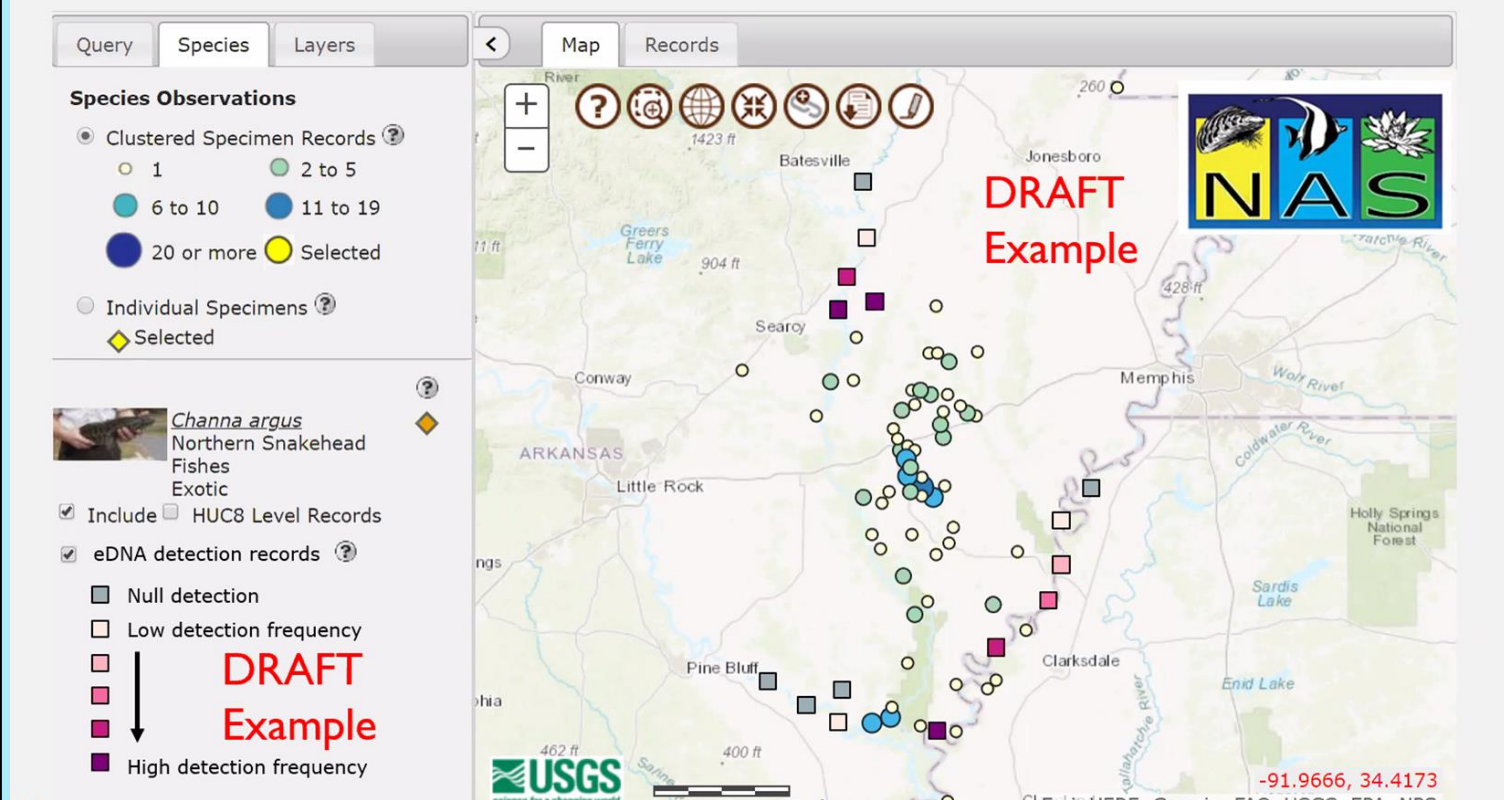 Query
Species
Layers
Map
Records
Species Observations
Clustered Specimen Records ?
1
2 to 5
6 to 10
11 to 19
20 or more
Selected
Individual Specimens ?
Selected
?
Channa argus
Northern Snakehead
Fishes
Exotic
Include
HUC8 Level Records
eDNA detection records ?
Null detection
Low detection frequency
DRAFT
Example
High detection frequency
+
−
?
River
260
1423 ft
Batesville
Jonesboro
DRAFT
Example
NAS
Greers
Ferry
Lake
11 ft
904 ft
428 ft
Searcy
Conway
Memphis
Wolf River
ARKANSAS
Coldwater River
Little Rock
Holly Springs
National
Forest
ngs
Sardis
Lake
Pine Bluff
Clarksdale
Enid Lake
phia
462 ft
400 ft
USGS
-91.9666, 34.4173